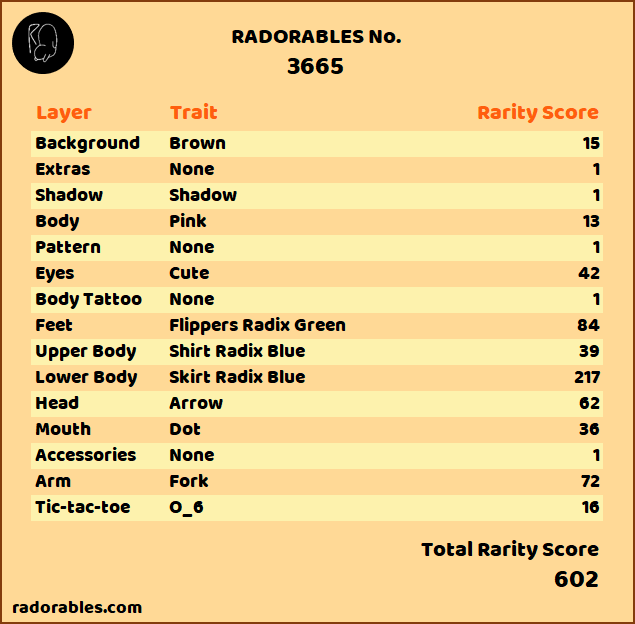 RADORABLES No.
3665
Layer Trait Rarity Score
Background Brown 15
Extras None 1
Shadow Shadow 1
Body Pink 13
Pattern None 1
Eyes Cute 42
Body Tattoo None 1
Feet Flippers Radix Green 84
Upper Body Shirt Radix Blue 39
Lower Body Skirt Radix Blue 217
Head Arrow 62
Mouth Dot 36
Accessories None 1
Arm Fork 72
Tic-tac-toe O_6 16
Total Rarity Score
602
radorables.com